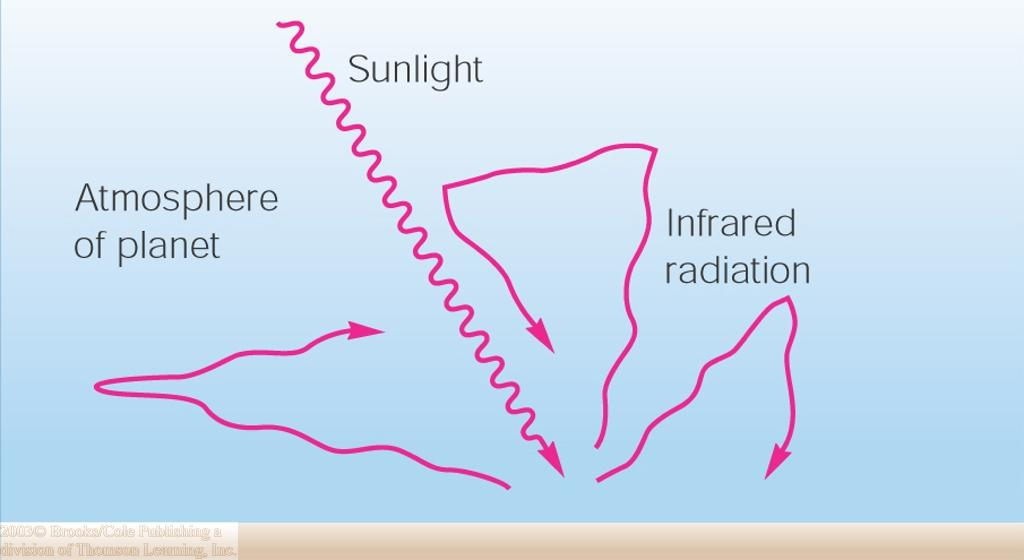 Sunlight
Atmosphere
of planet
Infrared
radiation
2003© Brooks/Cole Publishing a
division of Thomson Learning, Inc.